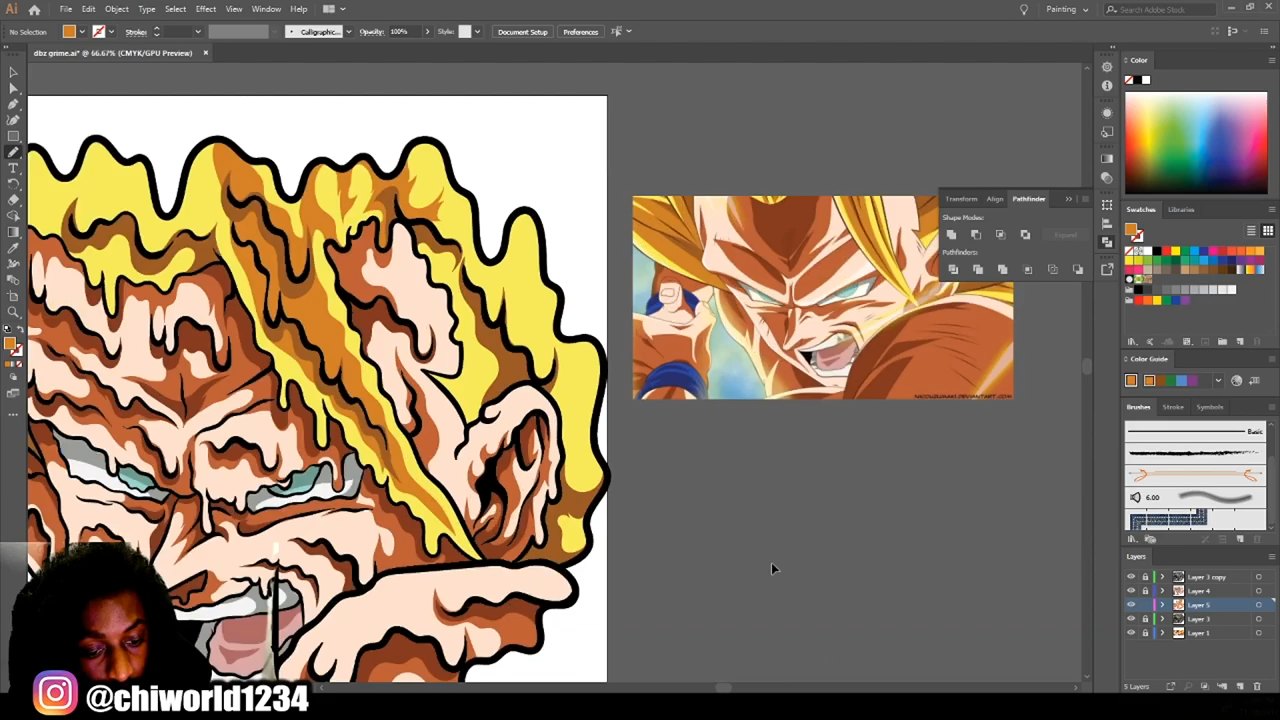 Ai File Edit Object Type Select Effect View Window Help Painting Search Adobe Stock
No Selection Stroke: Calligraphic... Opacity: 100% Style: Document Setup Preferences
dbz grime.ai* @ 66.67% (CMYK/GPU Preview) ×
Color
Transform Align Pathfinder
Shape Modes:
Expand
Pathfinders:
Swatches Libraries
Color Guide
Brushes Stroke Symbols
Basic
6.00
Layers
Layer 3 copy
Layer 4
Layer 5
Layer 3
Layer 1
5 Layers
@chiworld1234